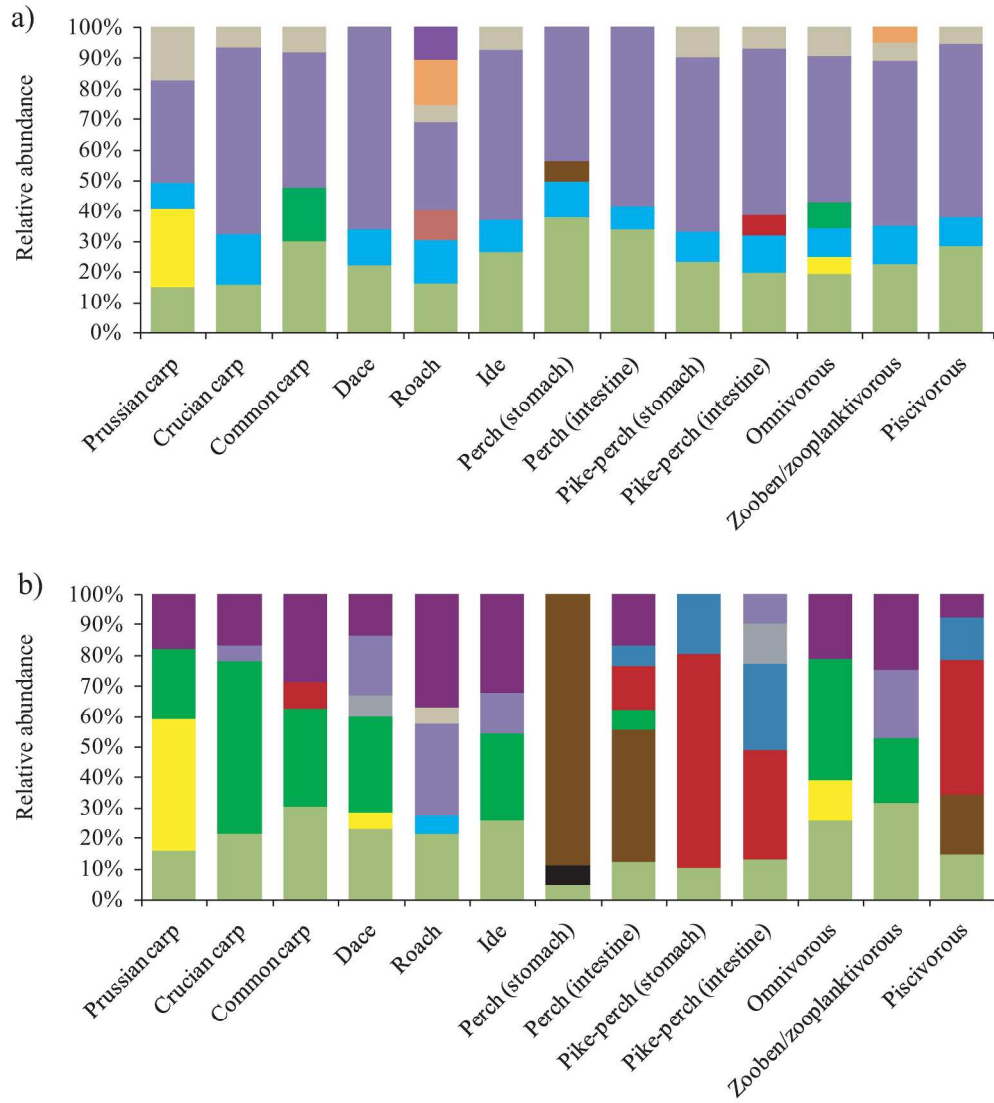 a)
Relative abundance
100%
90%
80%
70%
60%
50%
40%
30%
20%
10%
0%
Prussian carp
Crucian carp
Common carp
Dace
Roach
Ide
Perch (stomach)
Perch (intestine)
Pike-perch (stomach)
Pike-perch (intestine)
Omnivorous
Zooben/zooplanktivorous
Piscivorous
b)
Relative abundance
100%
90%
80%
70%
60%
50%
40%
30%
20%
10%
0%
Prussian carp
Crucian carp
Common carp
Dace
Roach
Ide
Perch (stomach)
Perch (intestine)
Pike-perch (stomach)
Pike-perch (intestine)
Omnivorous
Zooben/zooplanktivorous
Piscivorous